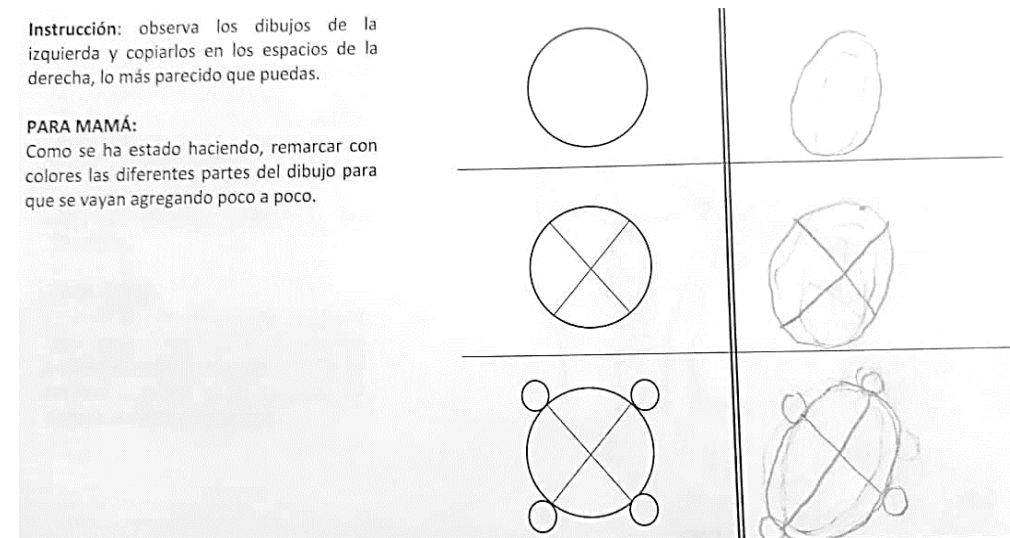 Instrucción: observa los dibujos de la
izquierda y copiarlos en los espacios de la
derecha, lo más parecido que puedas.
PARA MAMÁ:
Como se ha estado haciendo, remarcar con
colores las diferentes partes del dibujo para
que se vayan agregando poco a poco.